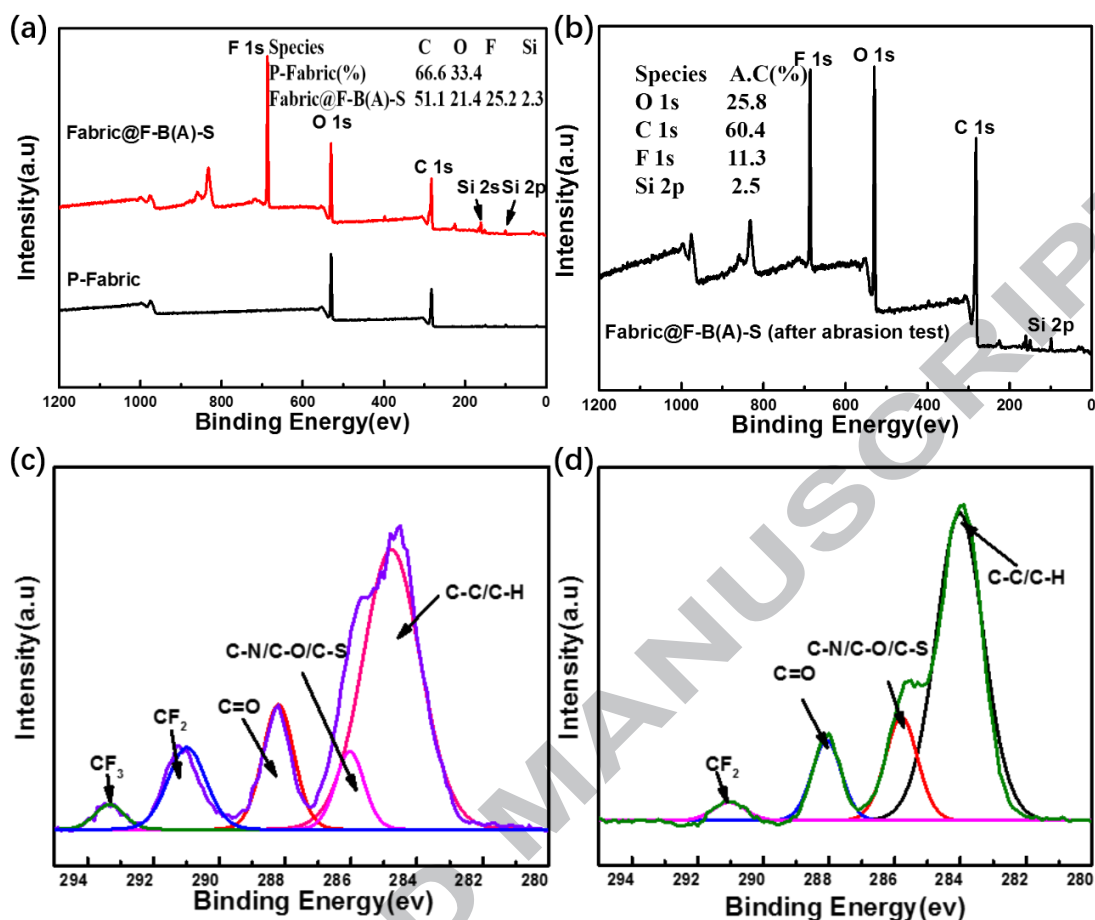 (a)
F 1s
Species C O F Si
P-Fabric(%) 66.6 33.4
Fabric@F-B(A)-S 51.1 21.4 25.2 2.3
Fabric@F-B(A)-S
O 1s
C 1s
Si 2s Si 2p
P-Fabric
Intensity(a.u)
1200 1000 800 600 400 200 0
Binding Energy(ev)
(b)
Species A.C(%)
O 1s 25.8
C 1s 60.4
F 1s 11.3
Si 2p 2.5
F 1s
O 1s
C 1s
Si 2p
Fabric@F-B(A)-S (after abrasion test)
Intensity(a.u)
1200 1000 800 600 400 200 0
Binding Energy(ev)
(c)
C-C/C-H
C-N/C-O/C-S
C=O
CF2
CF3
Intensity(a.u)
294 292 290 288 286 284 282 280
Binding Energy(ev)
(d)
C-C/C-H
C-N/C-O/C-S
C=O
CF2
Intensity(a.u)
294 292 290 288 286 284 282 280
Binding Energy(ev)
D MANUSCRIP